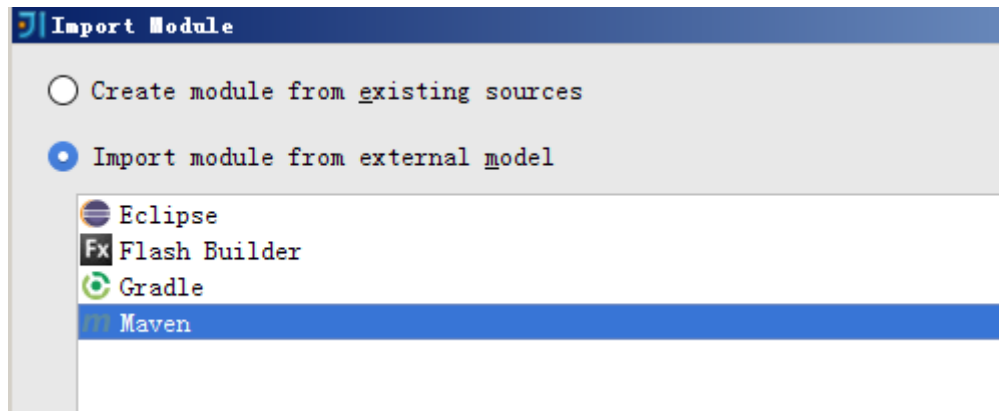 Import Module
Create module from existing sources
Import module from external model
Eclipse
Fx Flash Builder
Gradle
m Maven